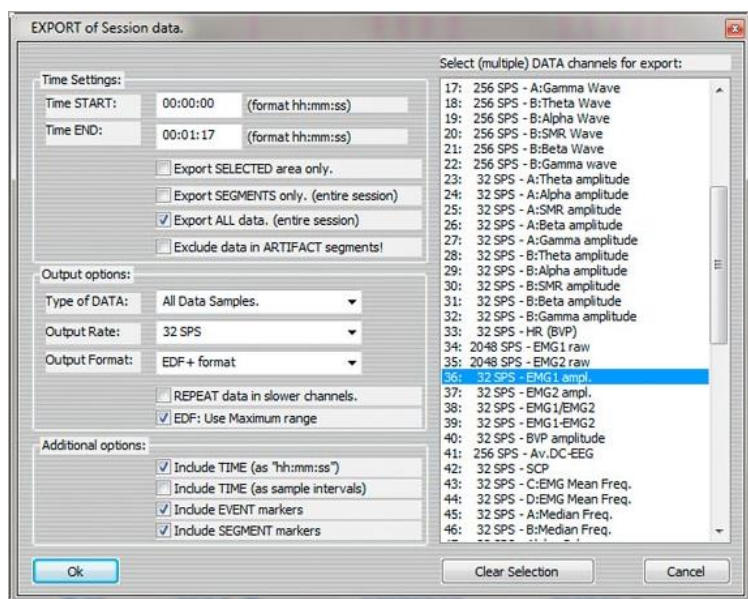 EXPORT of Session data.
Select (multiple) DATA channels for export:
Time Settings:
Time START: 00:00:00 (format hh:mm:ss)
Time END: 00:01:17 (format hh:mm:ss)
Export SELECTED area only.
Export SEGMENTS only. (entire session)
Export ALL data. (entire session)
Exclude data in ARTIFACT segments!
Output options:
Type of DATA: All Data Samples.
Output Rate: 32 SPS
Output Format: EDF+ format
REPEAT data in slower channels.
EDF: Use Maximum range
Additional options:
Include TIME (as "hh:mm:ss")
Include TIME (as sample intervals)
Include EVENT markers
Include SEGMENT markers
17: 256 SPS - A:Gamma Wave
18: 256 SPS - B:Theta Wave
19: 256 SPS - B:Alpha Wave
20: 256 SPS - B:SMR Wave
21: 256 SPS - B:Beta Wave
22: 256 SPS - B:Gamma wave
23: 32 SPS - A:Theta amplitude
24: 32 SPS - A:Alpha amplitude
25: 32 SPS - A:SMR amplitude
26: 32 SPS - A:Beta amplitude
27: 32 SPS - A:Gamma amplitude
28: 32 SPS - B:Theta amplitude
29: 32 SPS - B:Alpha amplitude
30: 32 SPS - B:SMR amplitude
31: 32 SPS - B:Beta amplitude
32: 32 SPS - B:Gamma amplitude
33: 32 SPS - HR (BVP)
34: 2048 SPS - EMG1 raw
35: 2048 SPS - EMG2 raw
36: 32 SPS - EMG1 ampl.
37: 32 SPS - EMG2 ampl.
38: 32 SPS - EMG1/EMG2
39: 32 SPS - EMG1-EMG2
40: 32 SPS - BVP amplitude
41: 256 SPS - Av.DC-EEG
42: 32 SPS - SCP
43: 32 SPS - C:EMG Mean Freq.
44: 32 SPS - D:EMG Mean Freq.
45: 32 SPS - A:Median Freq.
46: 32 SPS - B:Median Freq.
Ok
Clear Selection
Cancel